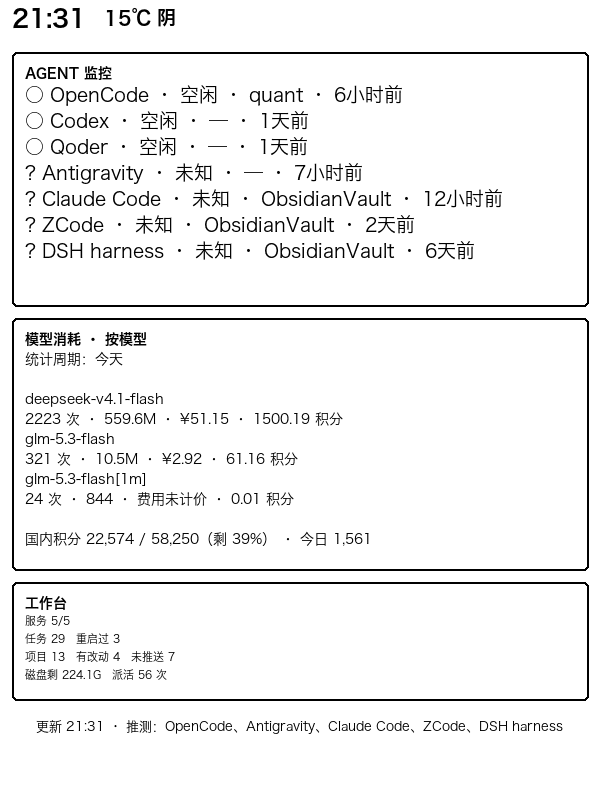 21:31 15℃ 阴
AGENT 监控
○ OpenCode · 空闲 · quant · 6小时前
○ Codex · 空闲 · — · 1天前
○ Qoder · 空闲 · — · 1天前
? Antigravity · 未知 · — · 7小时前
? Claude Code · 未知 · ObsidianVault · 12小时前
? ZCode · 未知 · ObsidianVault · 2天前
? DSH harness · 未知 · ObsidianVault · 6天前
模型消耗 · 按模型
统计周期：今天
deepseek-v4.1-flash
2223 次 · 559.6M · ¥51.15 · 1500.19 积分
glm-5.3-flash
321 次 · 10.5M · ¥2.92 · 61.16 积分
glm-5.3-flash[1m]
24 次 · 844 · 费用未计价 · 0.01 积分
国内积分 22,574 / 58,250（剩 39%） · 今日 1,561
工作台
服务 5/5
任务 29 重启过 3
项目 13 有改动 4 未推送 7
磁盘剩 224.1G 派活 56 次
更新 21:31 · 推测：OpenCode、Antigravity、Claude Code、ZCode、DSH harness